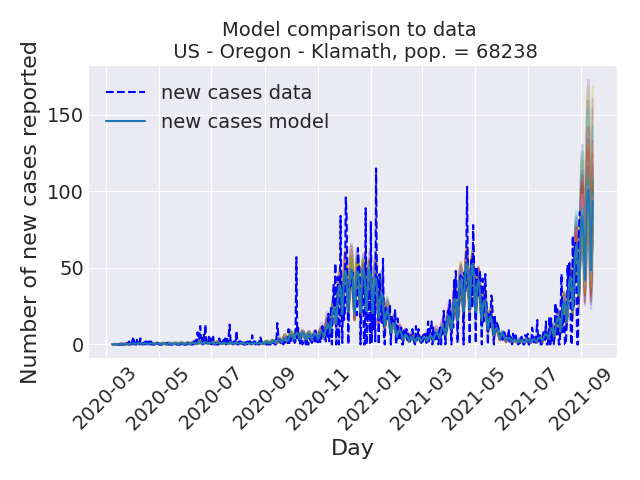 Model comparison to data
US - Oregon - Klamath, pop. = 68238
Number of new cases reported
new cases data
new cases model
150
100
50
0
2020-03
2020-05
2020-07
2020-09
2020-11
2021-01
2021-03
2021-05
2021-07
2021-09
Day